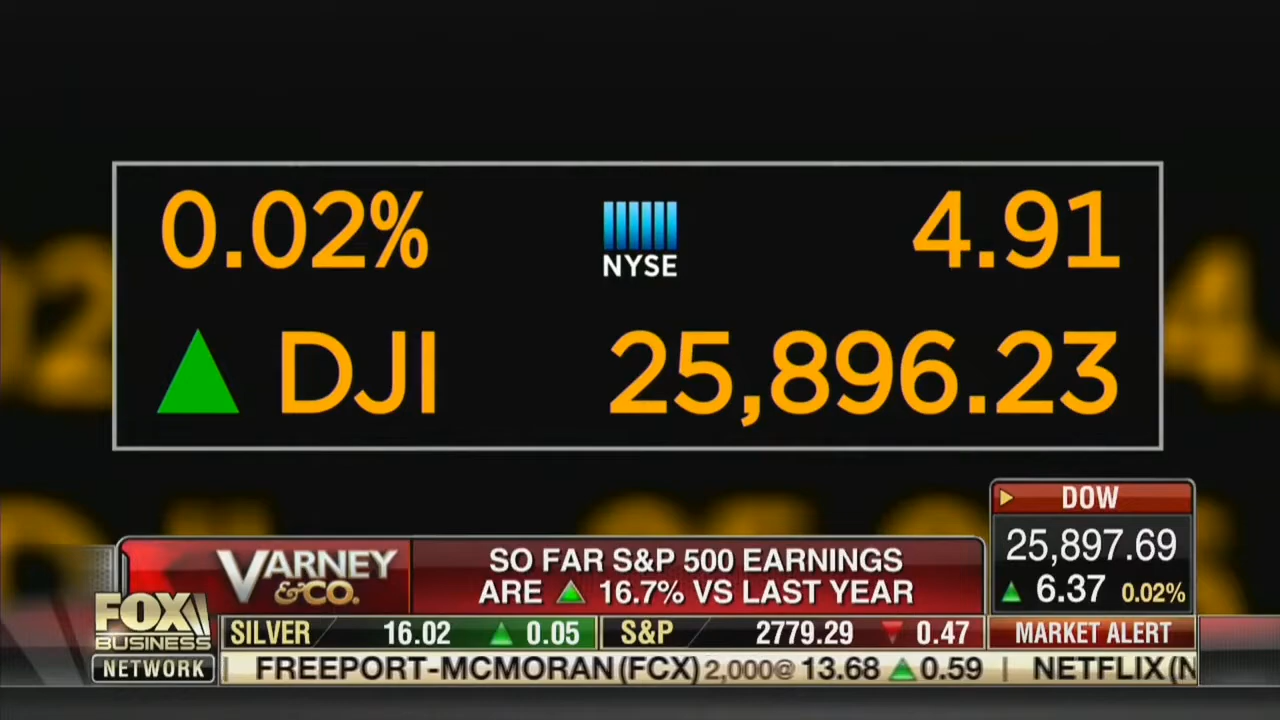 0.02%
NYSE
4.91
DJI
25,896.23
DOW
25,897.69
6.37 0.02%
MARKET ALERT
VARNEY
&CO.
SO FAR S&P 500 EARNINGS
ARE ▲ 16.7% VS LAST YEAR
FOX
BUSINESS
NETWORK
SILVER 16.02 ▲ 0.05 S&P 2779.29 ▼ 0.47
FREEPORT-MCMORAN(FCX) 2,000@ 13.68 ▲ 0.59 | NETFLIX(N